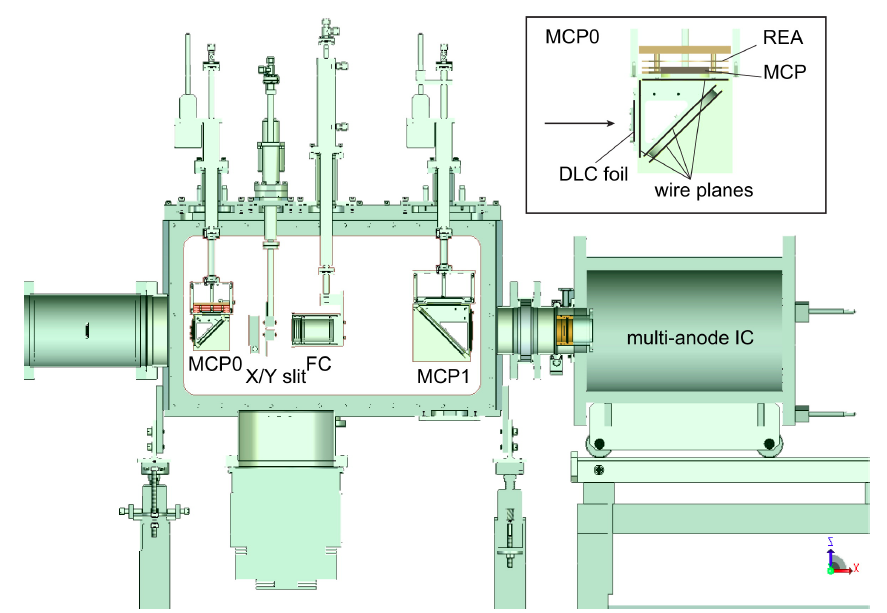 MCP0
REA
MCP
DLC foil
wire planes
MCP0
X/Y slit
FC
MCP1
multi-anode IC
Z
X